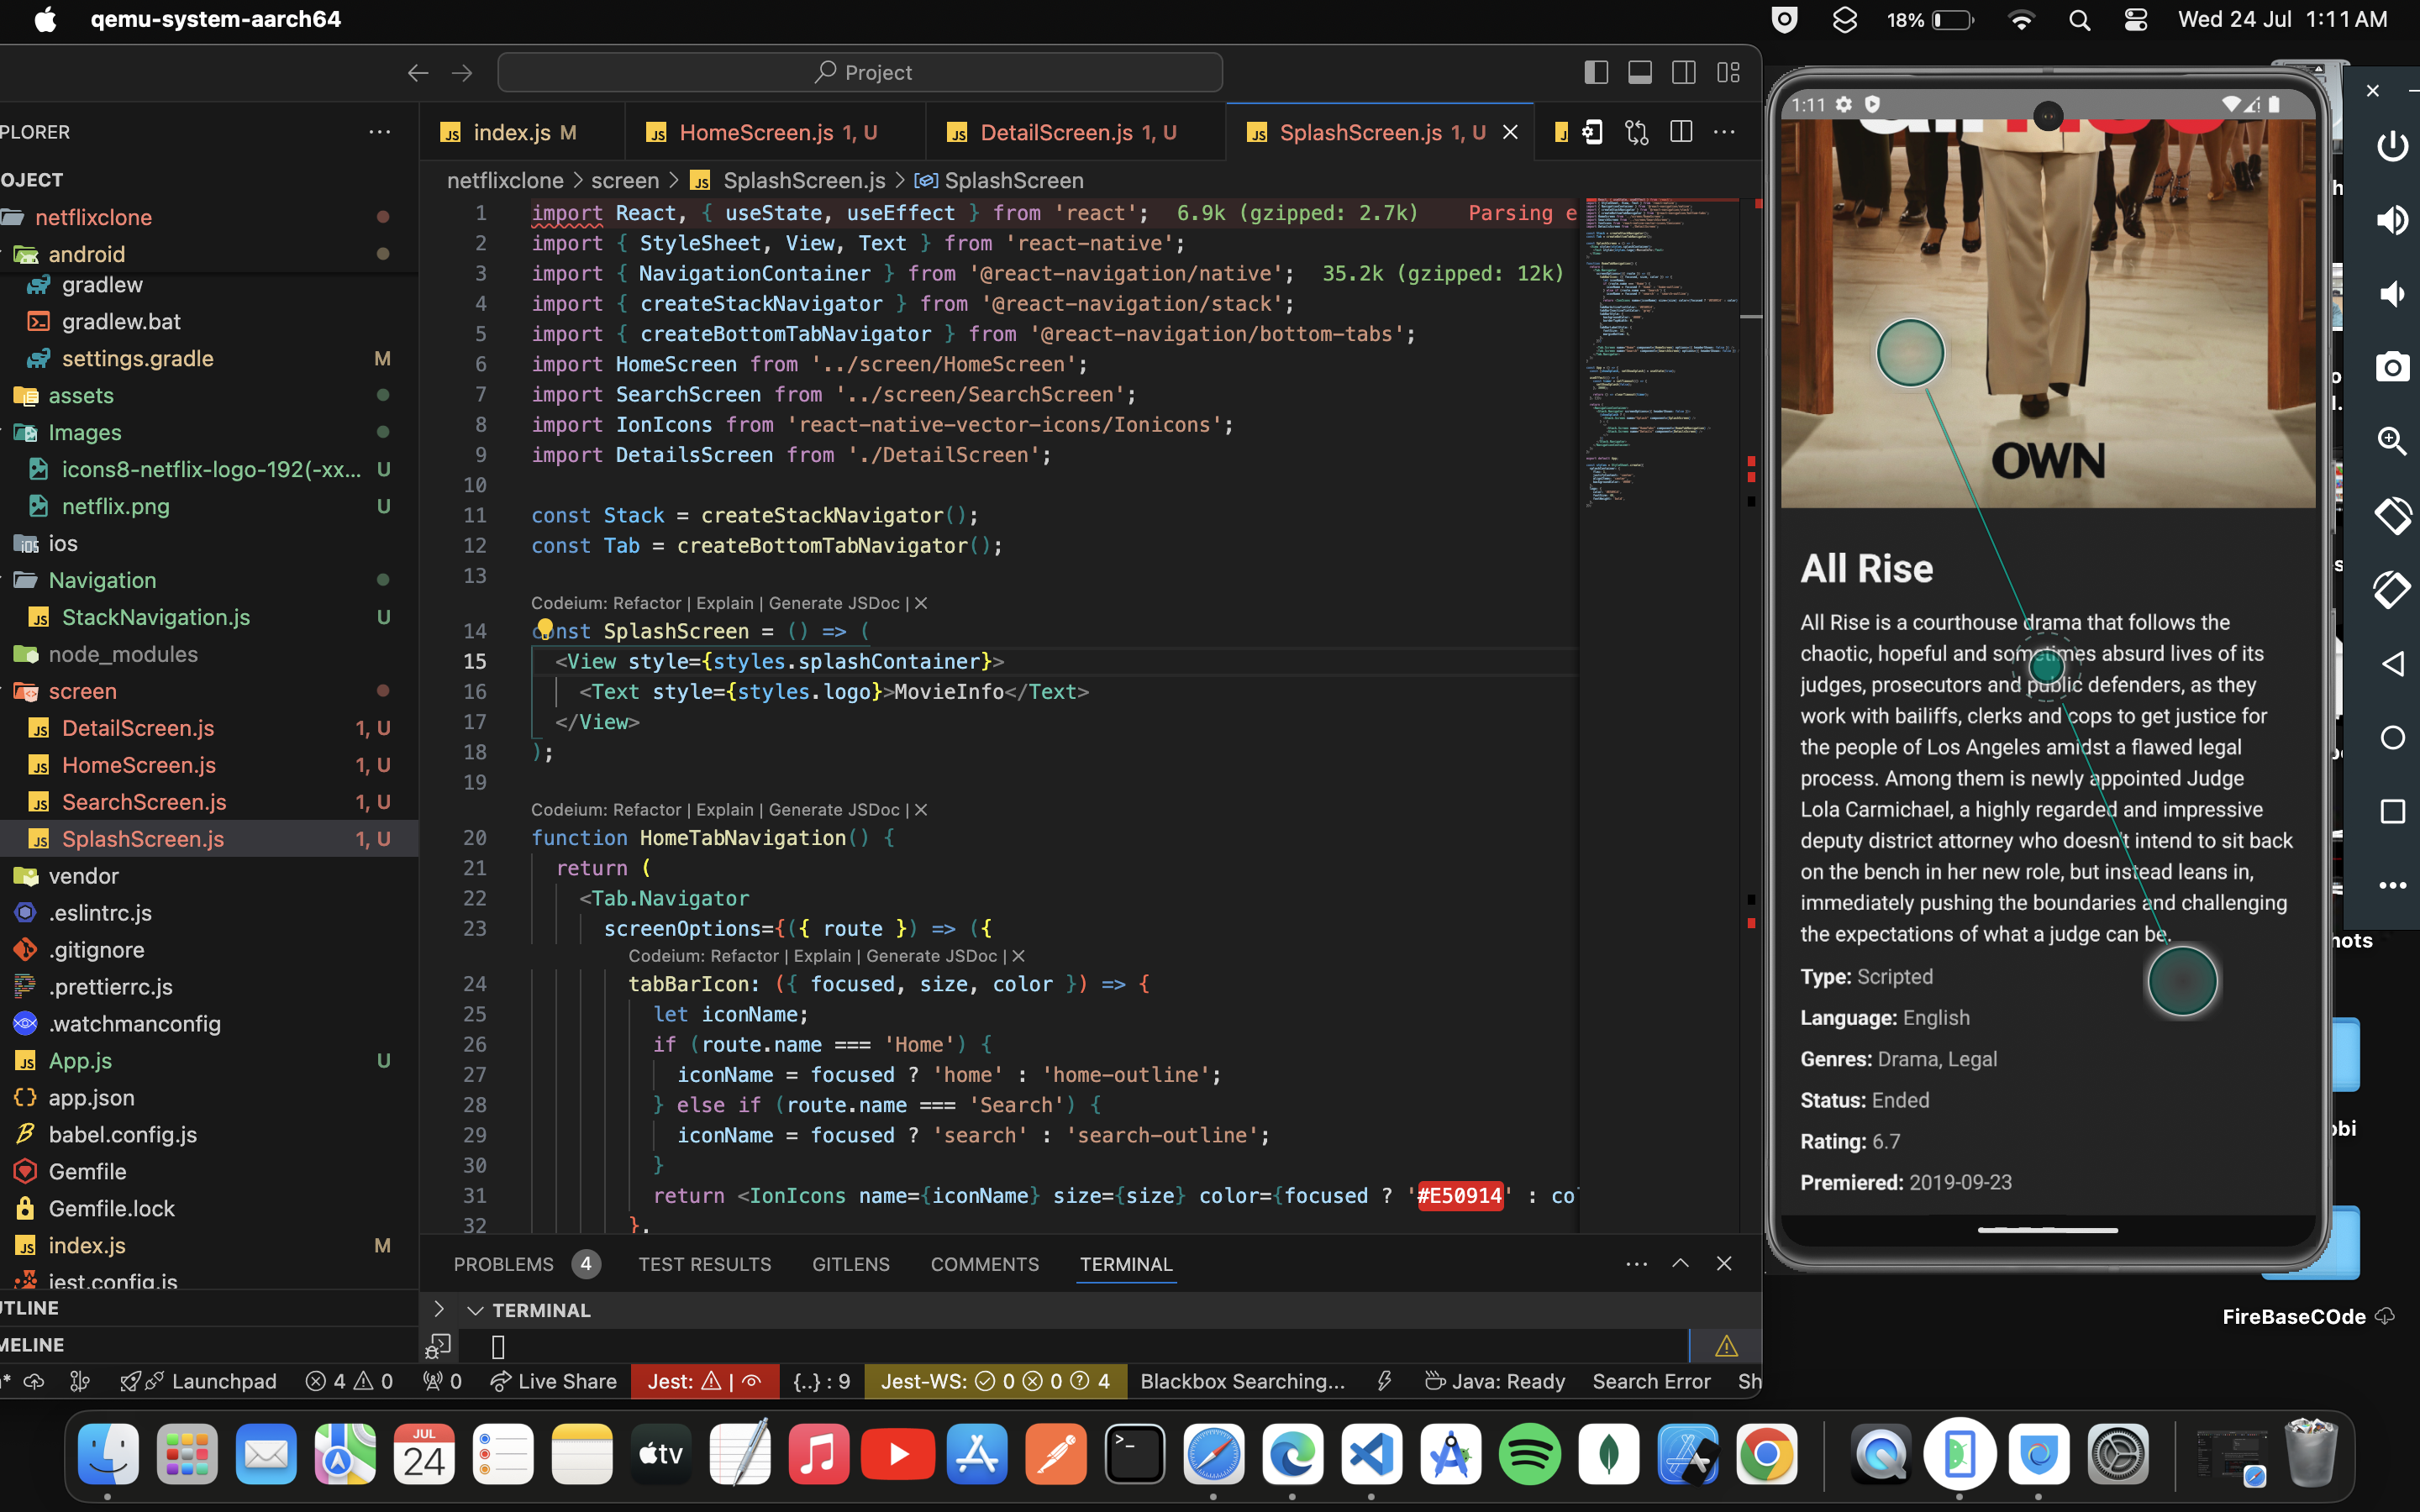 qemu-system-aarch64
18%
Wed 24 Jul 1:11 AM
Project
PLORER
OJECT
netflixclone
android
gradlew
gradlew.bat
settings.gradle M
assets
Images
icons8-netflix-logo-192(-xx... U
netflix.png U
ios
Navigation
StackNavigation.js U
node_modules
screen
DetailScreen.js 1, U
HomeScreen.js 1, U
SearchScreen.js 1, U
SplashScreen.js 1, U
vendor
.eslintrc.js
.gitignore
.prettierrc.js
.watchmanconfig
App.js U
app.json
babel.config.js
Gemfile
Gemfile.lock
index.js M
jest.config.js
UTLINE
MELINE
JS index.js M
JS HomeScreen.js 1, U
JS DetailScreen.js 1, U
JS SplashScreen.js 1, U
netflixclone > screen > JS SplashScreen.js > SplashScreen
1 import React, { useState, useEffect } from 'react'; 6.9k (gzipped: 2.7k) Parsing e
2 import { StyleSheet, View, Text } from 'react-native';
3 import { NavigationContainer } from '@react-navigation/native'; 35.2k (gzipped: 12k)
4 import { createStackNavigator } from '@react-navigation/stack';
5 import { createBottomTabNavigator } from '@react-navigation/bottom-tabs';
6 import HomeScreen from '../screen/HomeScreen';
7 import SearchScreen from '../screen/SearchScreen';
8 import IonIcons from 'react-native-vector-icons/Ionicons';
9 import DetailsScreen from './DetailScreen';
10
11 const Stack = createStackNavigator();
12 const Tab = createBottomTabNavigator();
13
Codeium: Refactor | Explain | Generate JSDoc | ×
14 const SplashScreen = () => (
15 <View style={styles.splashContainer}>
16 <Text style={styles.logo}>MovieInfo</Text>
17 </View>
18 );
19
Codeium: Refactor | Explain | Generate JSDoc | ×
20 function HomeTabNavigation() {
21 return (
22 <Tab.Navigator
23 screenOptions={({ route }) => ({
Codeium: Refactor | Explain | Generate JSDoc | ×
24 tabBarIcon: ({ focused, size, color }) => {
25 let iconName;
26 if (route.name === 'Home') {
27 iconName = focused ? 'home' : 'home-outline';
28 } else if (route.name === 'Search') {
29 iconName = focused ? 'search' : 'search-outline';
30 }
31 return <IonIcons name={iconName} size={size} color={focused ? '#E50914' : co
32 },
PROBLEMS 4 TEST RESULTS GITLENS COMMENTS TERMINAL
TERMINAL
Launchpad 4 0 0 Live Share Jest: {..} : 9 Jest-WS: 0 0 4 Blackbox Searching... Java: Ready Search Error Sh
1:11
OWN
All Rise
All Rise is a courthouse drama that follows the
chaotic, hopeful and sometimes absurd lives of its
judges, prosecutors and public defenders, as they
work with bailiffs, clerks and cops to get justice for
the people of Los Angeles amidst a flawed legal
process. Among them is newly appointed Judge
Lola Carmichael, a highly regarded and impressive
deputy district attorney who doesn't intend to sit back
on the bench in her new role, but instead leans in,
immediately pushing the boundaries and challenging
the expectations of what a judge can be.
Type: Scripted
Language: English
Genres: Drama, Legal
Status: Ended
Rating: 6.7
Premiered: 2019-09-23
hots
obi
FireBaseCOde
JUL
24
tv